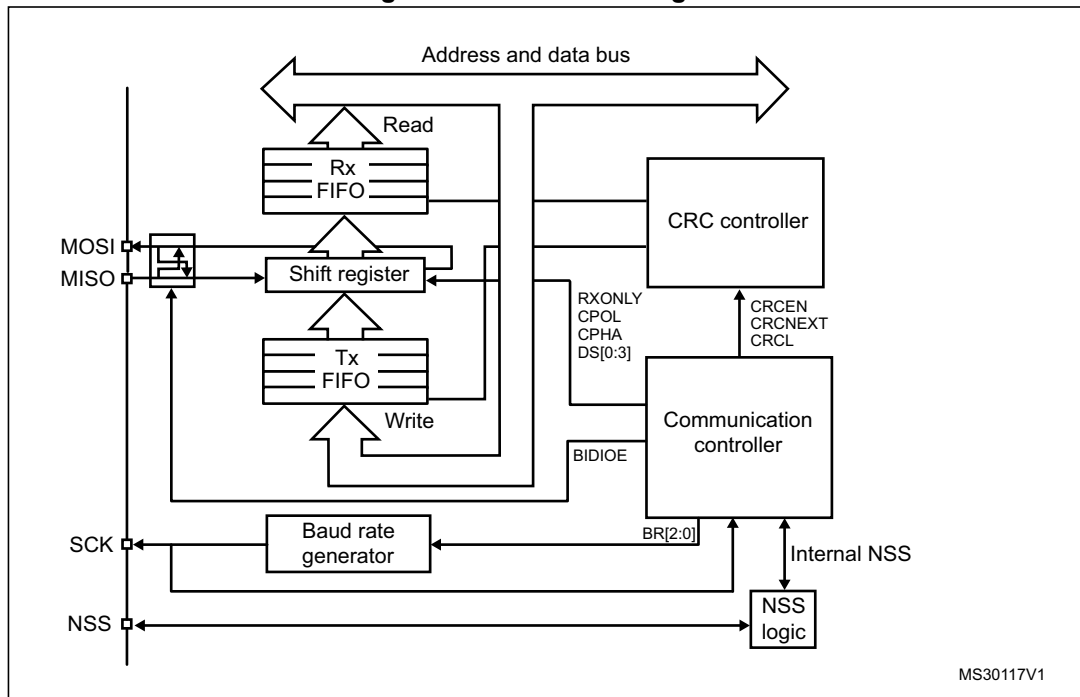 Address and data bus
Read
Rx
FIFO
CRC controller
MOSI
MISO
Shift register
RXONLY
CPOL
CPHA
DS[0:3]
CRCEN
CRCNEXT
CRCL
Tx
FIFO
Write
Communication
controller
BIDIOE
BR[2:0]
SCK
Baud rate
generator
Internal NSS
NSS
NSS
logic
MS30117V1